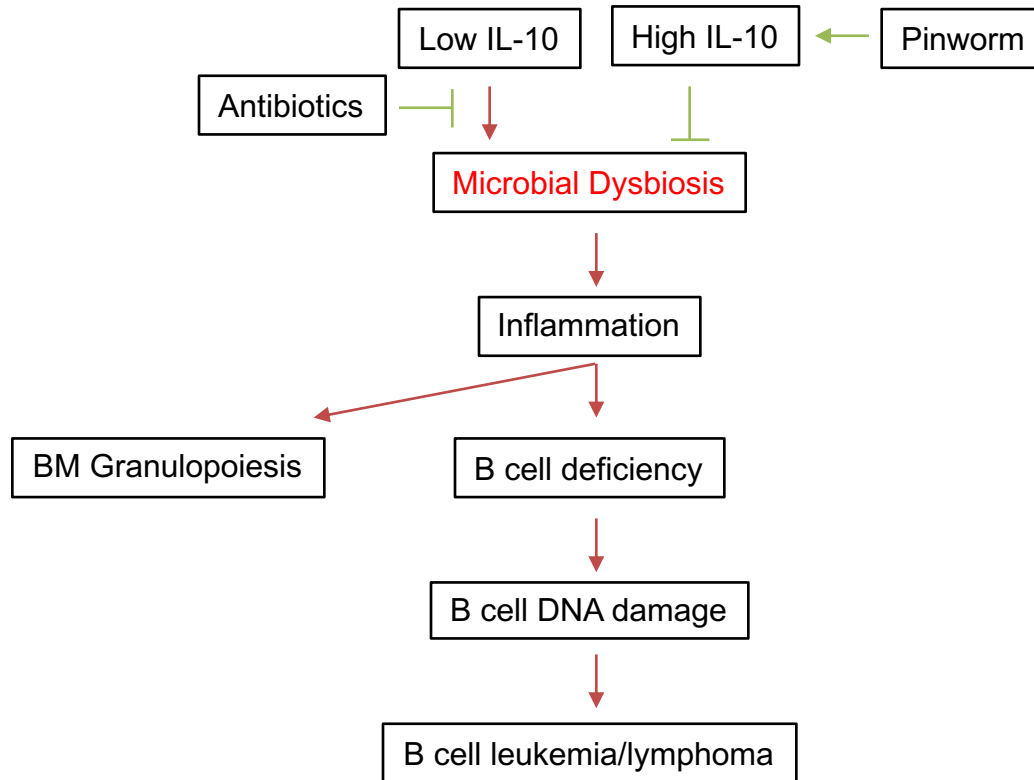 Low IL-10
High IL-10
Pinworm
Antibiotics
Microbial Dysbiosis
Inflammation
BM Granulopoiesis
B cell deficiency
B cell DNA damage
B cell leukemia/lymphoma